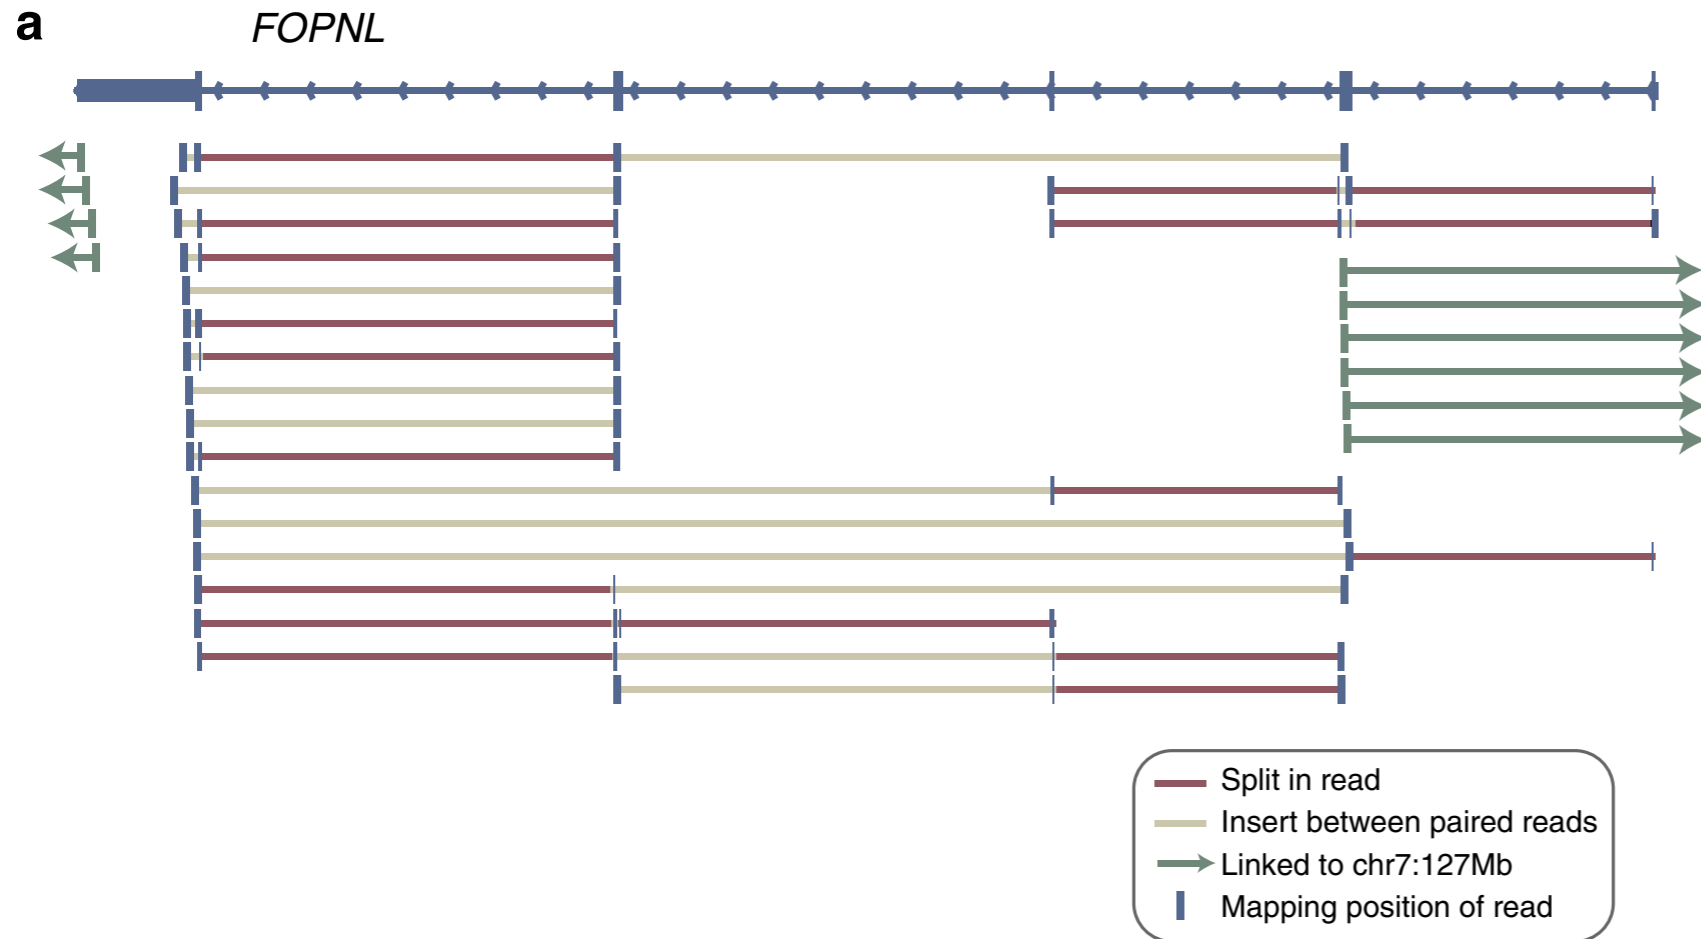 a
FOPNL
Split in read
Insert between paired reads
Linked to chr7:127Mb
Mapping position of read